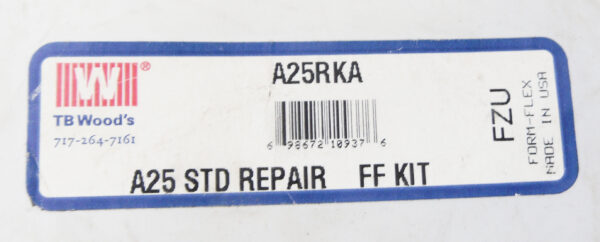 W®
TB Wood's
717-264-7161
A25RKA
6 98672 10937 6
A25 STD REPAIR FF KIT
FZU
FORM-FLEX
MADE IN USA